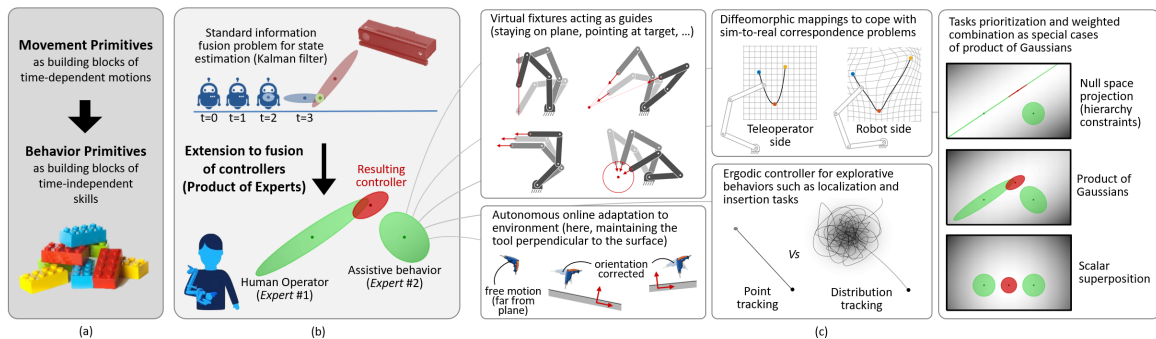 Movement Primitives
as building blocks of
time-dependent motions
Behavior Primitives
as building blocks of
time-independent
skills
(a)
Standard information
fusion problem for state
estimation (Kalman filter)
t=0
t=1
t=2
t=3
Extension to fusion
of controllers
(Product of Experts)
Resulting
controller
Human Operator
(Expert #1)
Assistive behavior
(Expert #2)
(b)
Virtual fixtures acting as guides
(staying on plane, pointing at target, ...)
Autonomous online adaptation to
environment (here, maintaining the
tool perpendicular to the surface)
free motion
(far from
plane)
orientation
corrected
Diffeomorphic mappings to cope with
sim-to-real correspondence problems
Teleoperator
side
Robot side
Ergodic controller for explorative
behaviors such as localization and
insertion tasks
Vs
Point
tracking
Distribution
tracking
(c)
Tasks prioritization and weighted
combination as special cases
of product of Gaussians
Null space
projection
(hierarchy
constraints)
Product of
Gaussians
Scalar
superposition